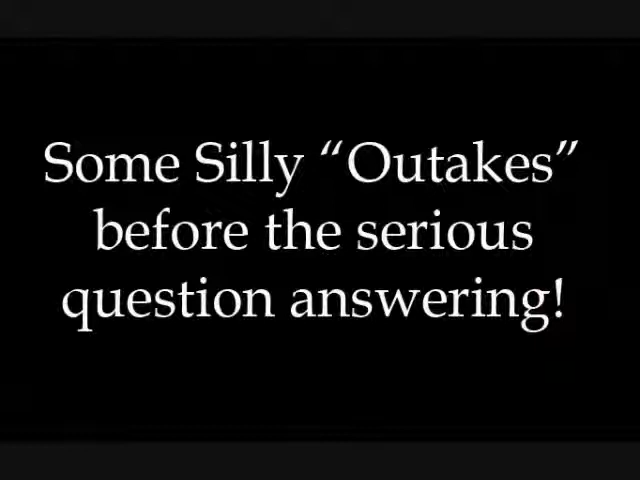 Some Silly “Outakes”
before the serious
question answering!